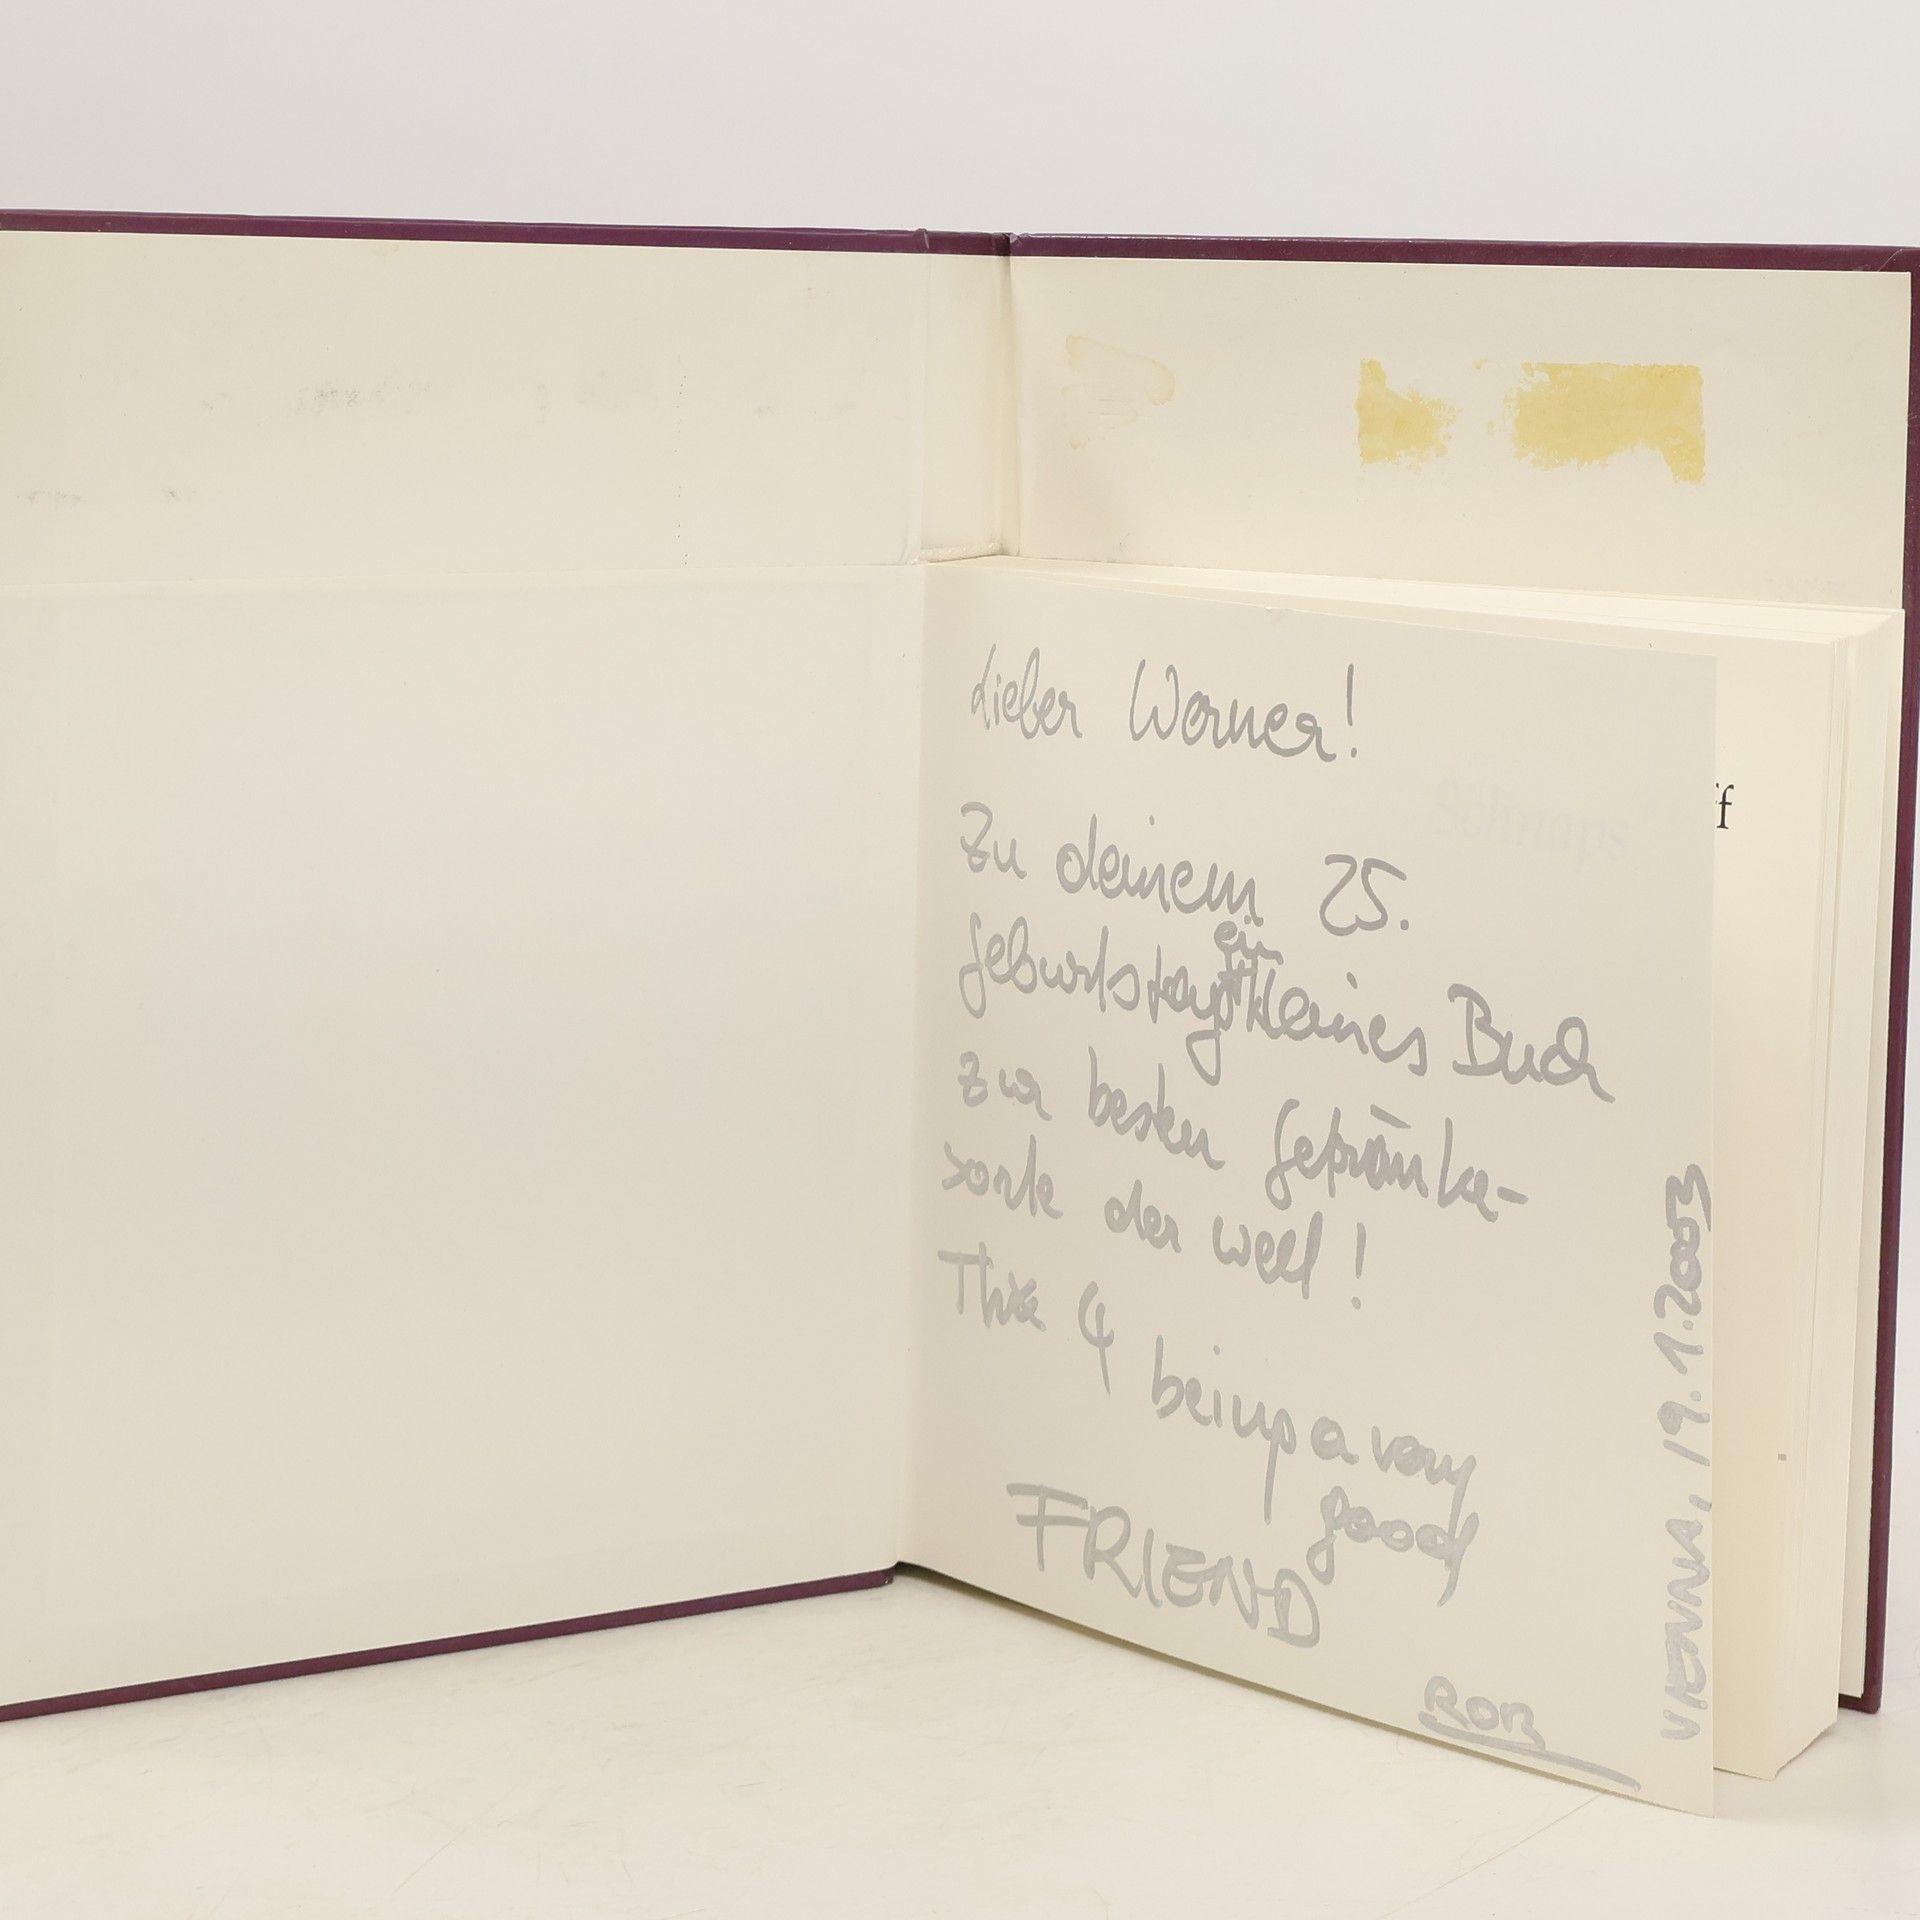 Lieber Werner!
Schnaps
ff
Zu deinem 25.
ein
Geburtstag kleines Buch
zur besten Getränke-
sorte der Welt!
4 being a very
good
FRIEND
ROB
VIENNA, 19.1.2003